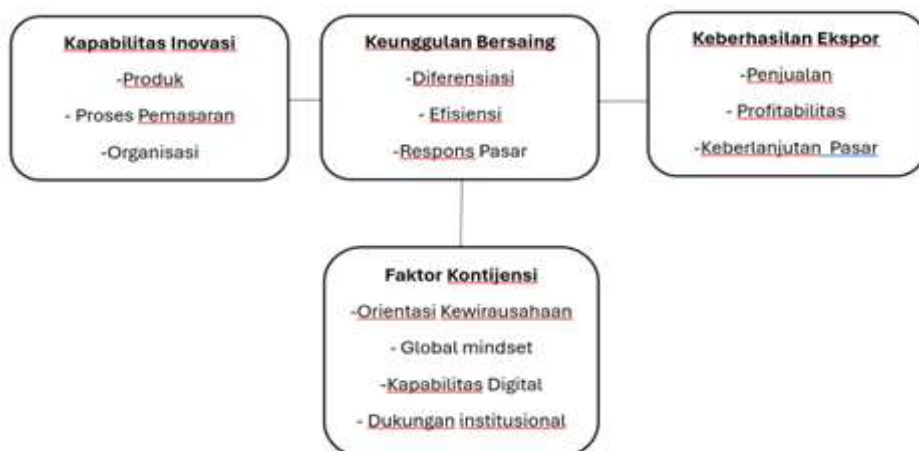 Kapabilitas Inovasi
-Produk
- Proses Pemasaran
-Organisasi
Keunggulan Bersaing
-Diferensiasi
- Efisiensi
-Respons Pasar
Keberhasilan Ekspor
-Penjualan
- Profitabilitas
-Keberlanjutan Pasar
Faktor Kontijensi
-Orientasi Kewirausahaan
- Global mindset
-Kapabilitas Digital
- Dukungan institusional